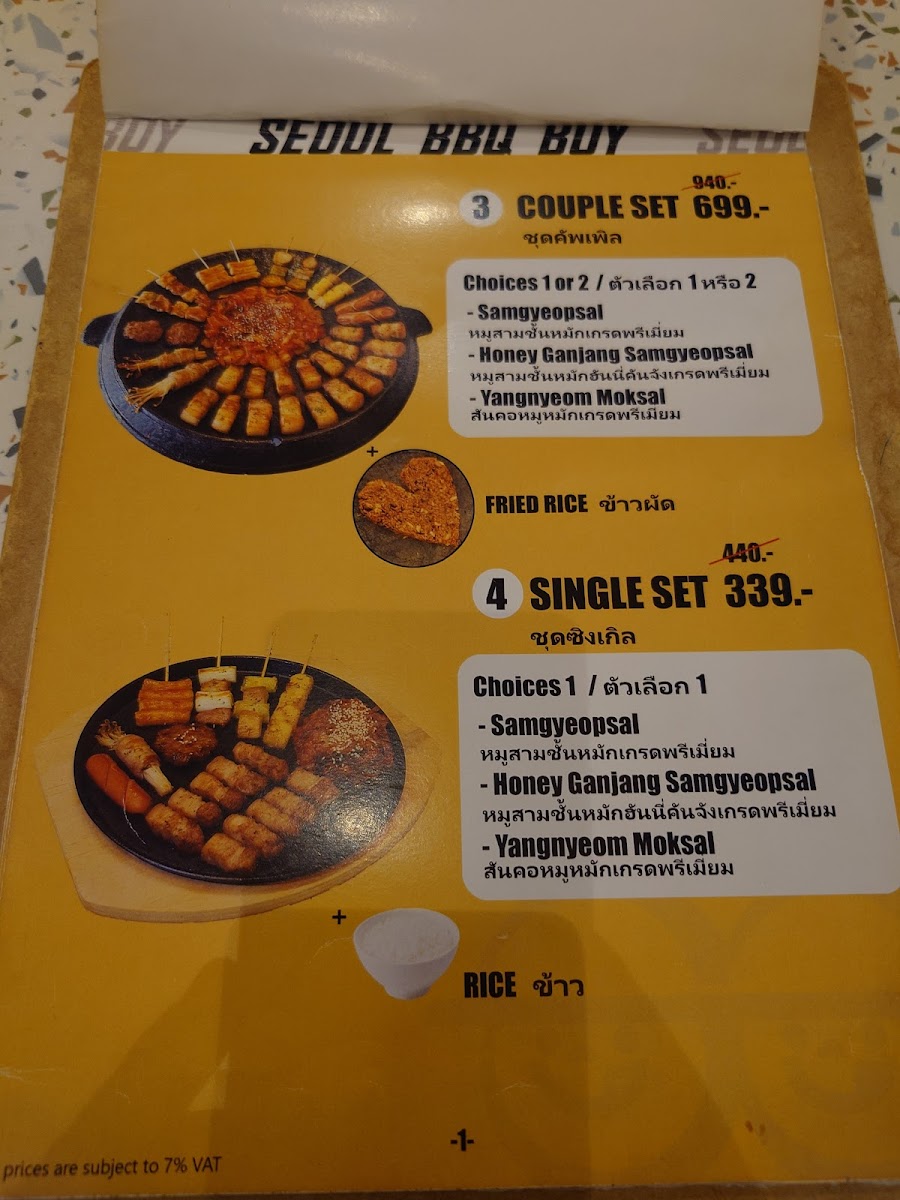 BOY SEOUL BBQ BOY SEOUL
940.-
3 COUPLE SET 699.-
ชุดคัพเพิล
Choices 1 or 2 / ตัวเลือก 1 หรือ 2
- Samgyeopsal
หมูสามชั้นหมักเกรดพรีเมี่ยม
- Honey Ganjang Samgyeopsal
หมูสามชั้นหมักฮันนี่คันจังเกรดพรีเมี่ยม
- Yangnyeom Moksal
สันคอหมูหมักเกรดพรีเมียม
+
FRIED RICE ข้าวผัด
440.-
4 SINGLE SET 339.-
ชุดซิงเกิล
Choices 1 / ตัวเลือก 1
- Samgyeopsal
หมูสามชั้นหมักเกรดพรีเมี่ยม
- Honey Ganjang Samgyeopsal
หมูสามชั้นหมักฮันนี่คันจังเกรดพรีเมี่ยม
- Yangnyeom Moksal
สันคอหมูหมักเกรดพรีเมียม
+
RICE ข้าว
-1-
prices are subject to 7% VAT